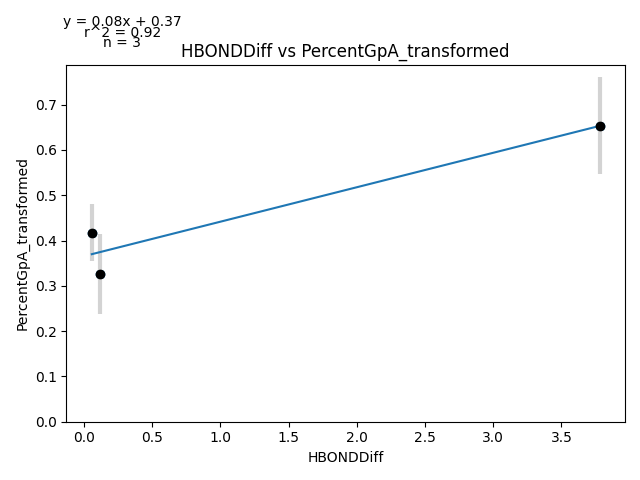 y = 0.08x + 0.37
r^2 = 0.92
n = 3
HBONDDiff vs PercentGpA_transformed
PercentGpA_transformed
0.7
0.6
0.5
0.4
0.3
0.2
0.1
0.0
0.0 0.5 1.0 1.5 2.0 2.5 3.0 3.5
HBONDDiff